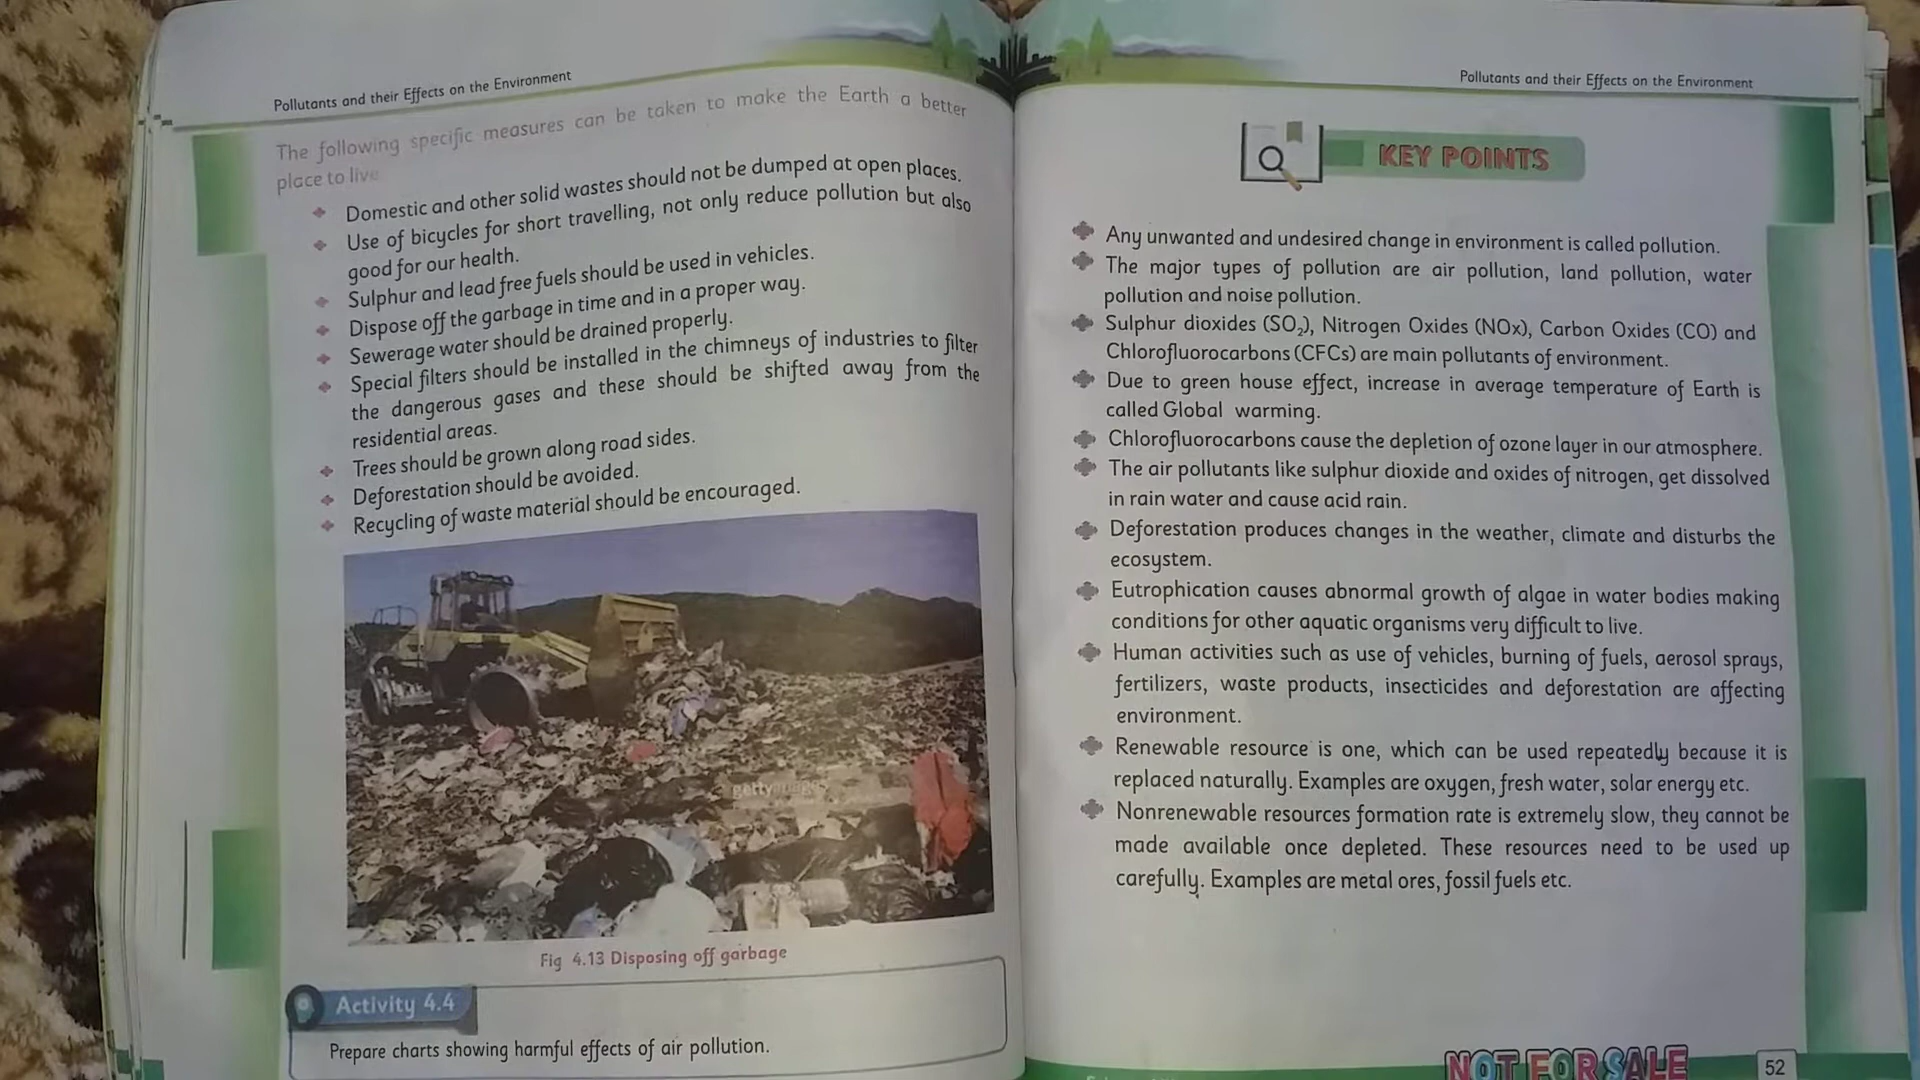 Pollutants and their Effects on the Environment
The following specific measures can be taken to make the Earth a better
place to live
Domestic and other solid wastes should not be dumped at open places.
Use of bicycles for short travelling, not only reduce pollution but also
good for our health.
Sulphur and lead free fuels should be used in vehicles.
Dispose off the garbage in time and in a proper way.
Sewerage water should be drained properly.
Special filters should be installed in the chimneys of industries to filter
the dangerous gases and these should be shifted away from the
residential areas.
Trees should be grown along road sides.
Deforestation should be avoided.
Recycling of waste material should be encouraged.
gettyimages
Fig 4.13 Disposing off garbage
Activity 4.4
Prepare charts showing harmful effects of air pollution.
Pollutants and their Effects on the Environment
KEY POINTS
Any unwanted and undesired change in environment is called pollution.
The major types of pollution are air pollution, land pollution, water
pollution and noise pollution.
Sulphur dioxides (SO₂), Nitrogen Oxides (NOx), Carbon Oxides (CO) and
Chlorofluorocarbons (CFCs) are main pollutants of environment.
Due to green house effect, increase in average temperature of Earth is
called Global warming.
Chlorofluorocarbons cause the depletion of ozone layer in our atmosphere.
The air pollutants like sulphur dioxide and oxides of nitrogen, get dissolved
in rain water and cause acid rain.
Deforestation produces changes in the weather, climate and disturbs the
ecosystem.
Eutrophication causes abnormal growth of algae in water bodies making
conditions for other aquatic organisms very difficult to live.
Human activities such as use of vehicles, burning of fuels, aerosol sprays,
fertilizers, waste products, insecticides and deforestation are affecting
environment.
Renewable resource is one, which can be used repeatedly because it is
replaced naturally. Examples are oxygen, fresh water, solar energy etc.
Nonrenewable resources formation rate is extremely slow, they cannot be
made available once depleted. These resources need to be used up
carefully. Examples are metal ores, fossil fuels etc.
NOT FOR SALE
52